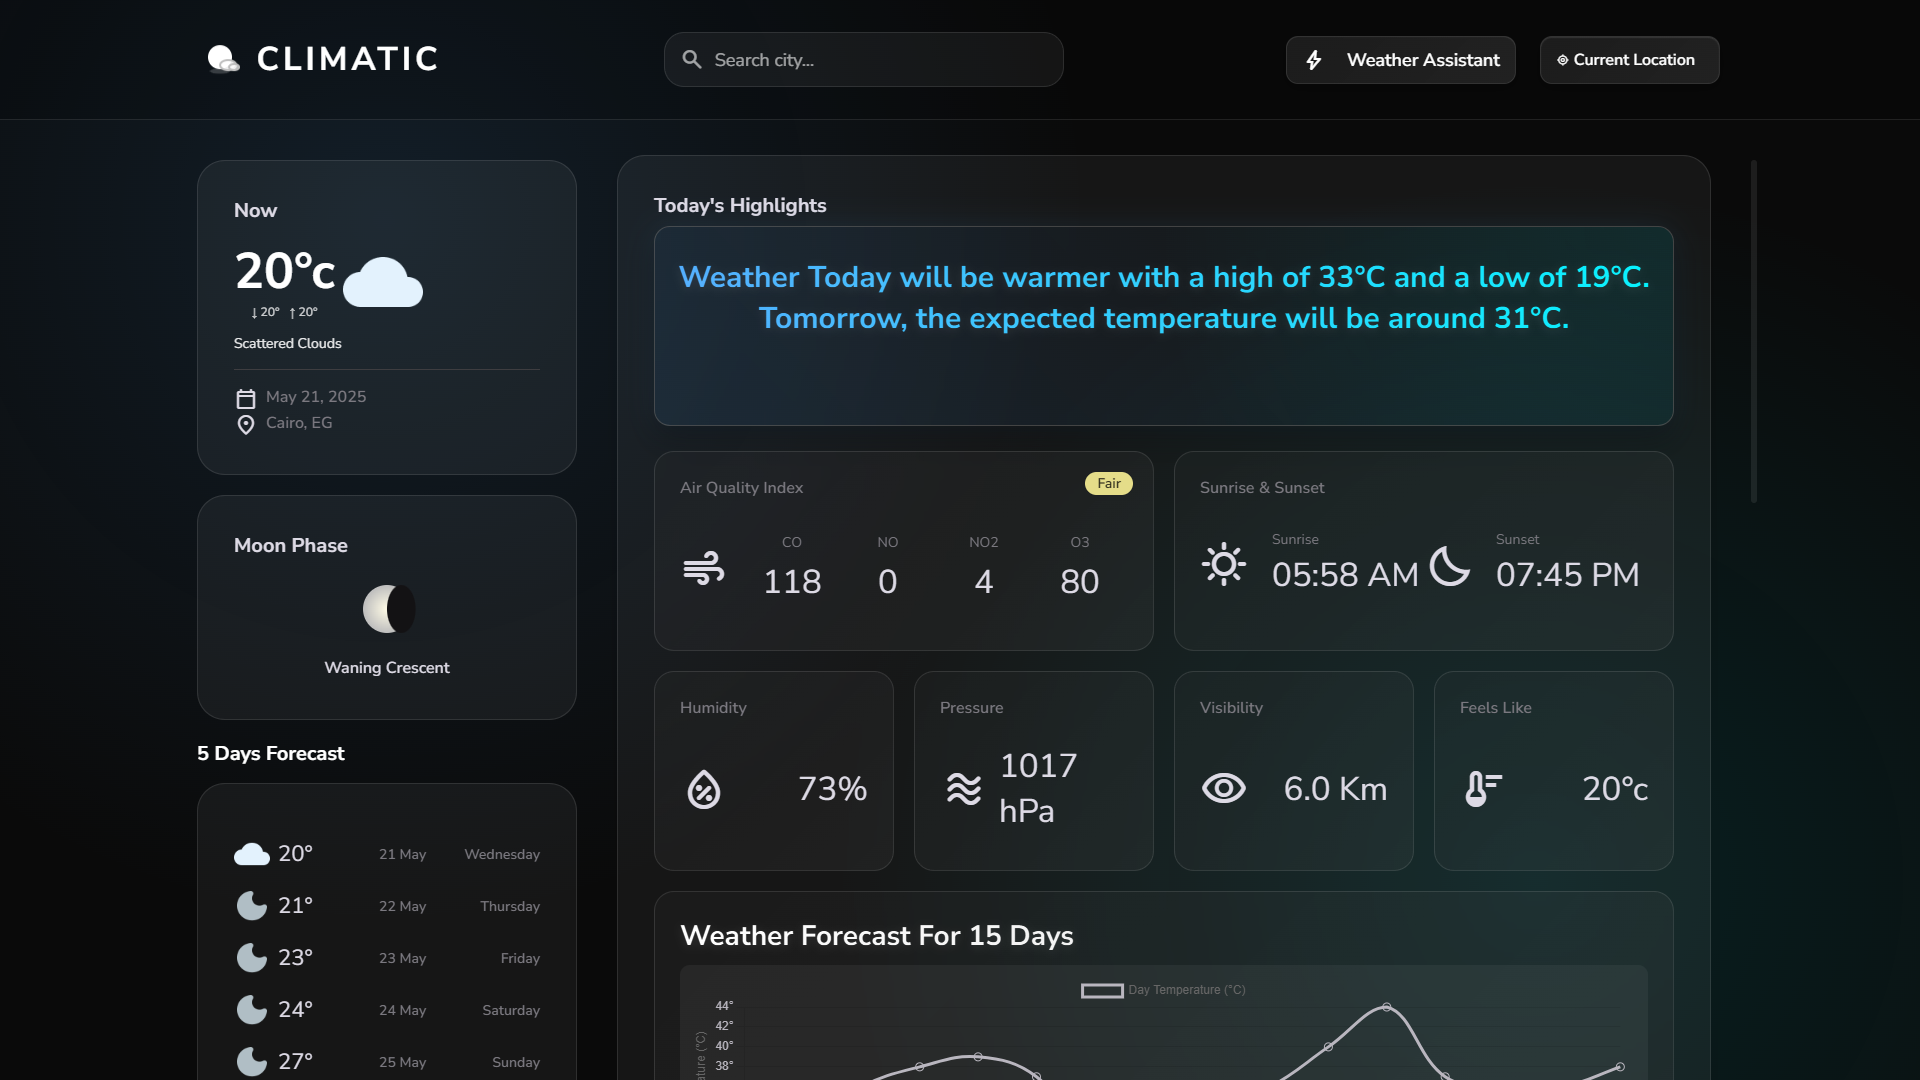 CLIMATIC
Search city...
Weather Assistant
Current Location
Now
20°c
↓20° ↑20°
Scattered Clouds
May 21, 2025
Cairo, EG
Moon Phase
Waning Crescent
5 Days Forecast
20° 21 May Wednesday
21° 22 May Thursday
23° 23 May Friday
24° 24 May Saturday
27° 25 May Sunday
Today's Highlights
Weather Today will be warmer with a high of 33°C and a low of 19°C.
Tomorrow, the expected temperature will be around 31°C.
Air Quality Index
Fair
CO NO NO2 O3
118 0 4 80
Sunrise & Sunset
Sunrise Sunset
05:58 AM 07:45 PM
Humidity
73%
Pressure
1017
hPa
Visibility
6.0 Km
Feels Like
20°c
Weather Forecast For 15 Days
Day Temperature (°C)
44°
42°
40°
38°